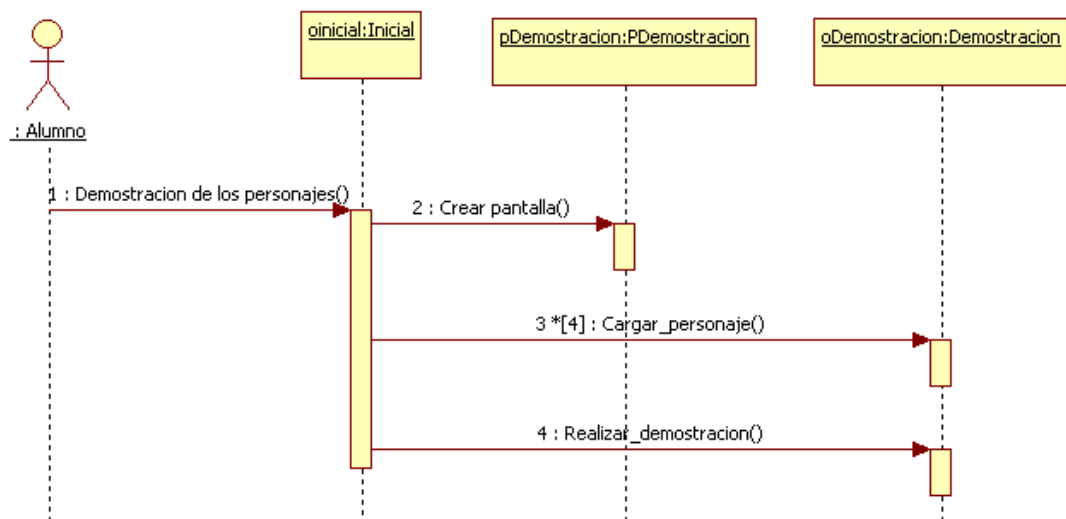 oinicial:Inicial
pDemostracion:PDemostracion
oDemostracion:Demostracion
: Alumno
1 : Demostracion de los personajes()
2 : Crear pantalla()
3 *[4] : Cargar_personaje()
4 : Realizar_demostracion()